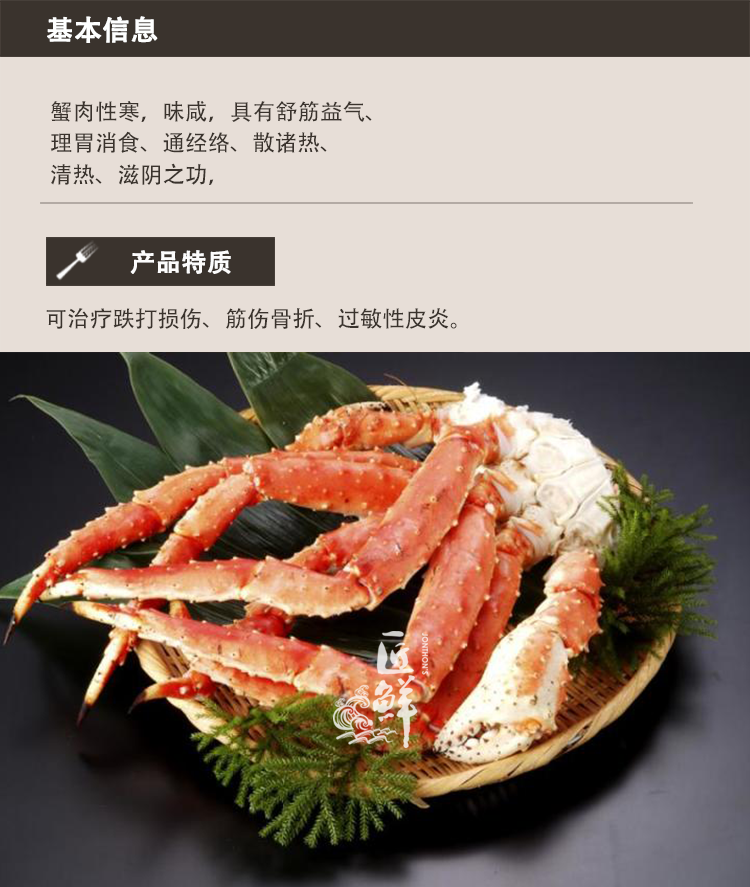 基本信息
蟹肉性寒，味咸，具有舒筋益气、
理胃消食、通经络、散诸热、
清热、滋阴之功，
产品特质
可治疗跌打损伤、筋伤骨折、过敏性皮炎。
匠鲜